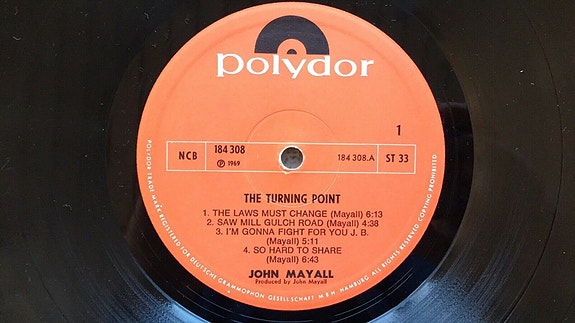 polydor
1
NCB
184 308
Ⓟ 1969
184 308.A
ST 33
THE TURNING POINT
1. THE LAWS MUST CHANGE (Mayall) 6:13
2. SAW MILL GULCH ROAD (Mayall) 4:38
3. I'M GONNA FIGHT FOR YOU J. B.
(Mayall) 5:11
4. SO HARD TO SHARE
(Mayall) 6:43
JOHN MAYALL
Produced by John Mayall
POLYDOR TRADE MARK REGISTERED FOR DEUTSCHE GRAMMOPHON GESELLSCHAFT M B H HAMBURG. ALL RIGHTS RESERVED. COPYING PROHIBITED